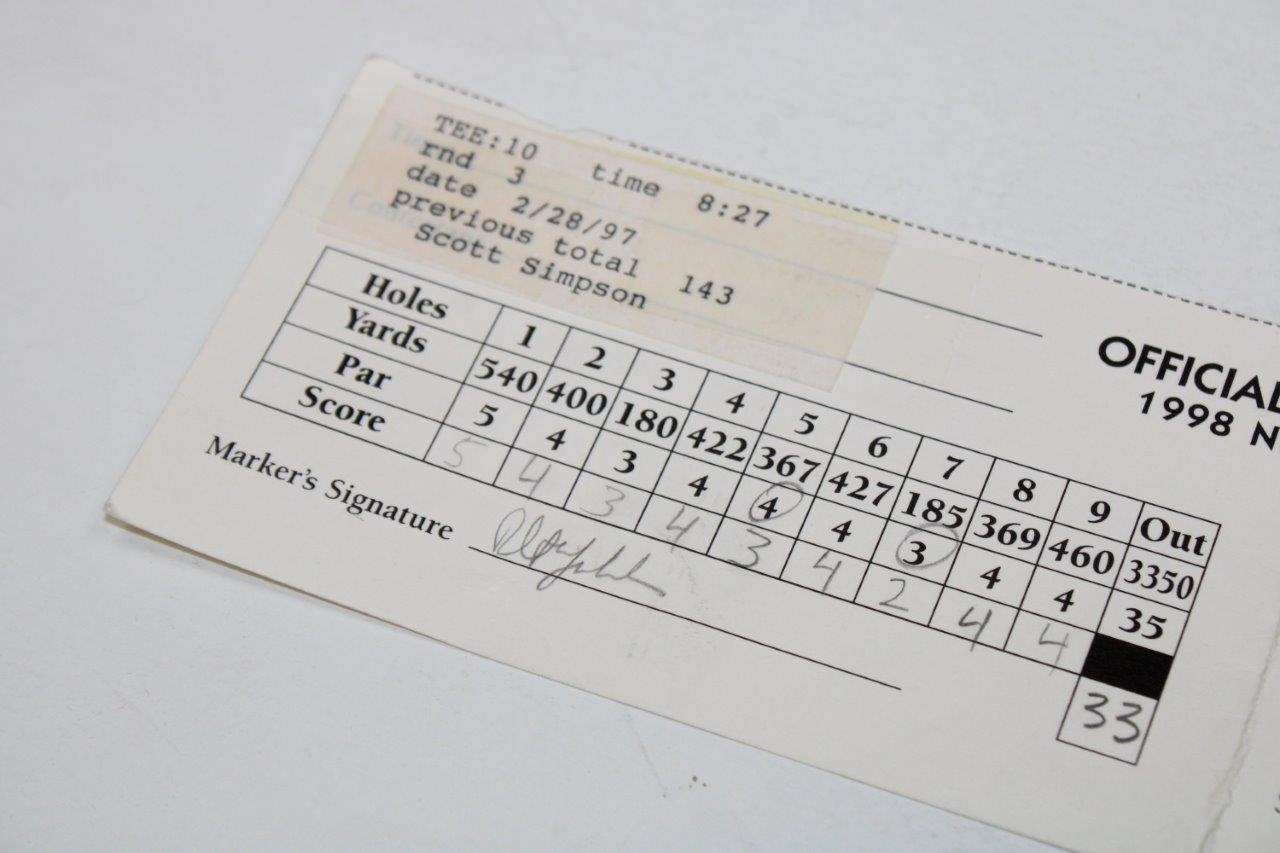 TEE:10 time 8:27
rnd 3
date 2/28/97
previous total 143
Scott Simpson
OFFICIAL
1998 N
Holes 1 2 3 4 5 6 7 8 9 Out
Yards 540 400 180 422 367 427 185 369 460 3350
Par 5 4 3 4 4 4 3 4 4 35
Score 5 4 3 4 3 4 2 4 4
33
Marker's Signature